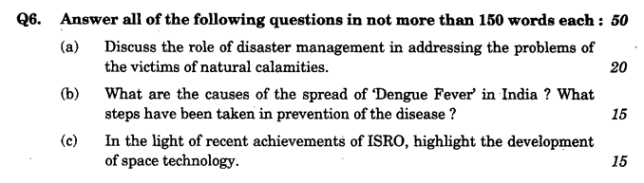 Q6. Answer all of the following questions in not more than 150 words each : 50
(a) Discuss the role of disaster management in addressing the problems of
the victims of natural calamities. 20
(b) What are the causes of the spread of ‘Dengue Fever’ in India ? What
steps have been taken in prevention of the disease ? 15
(c) In the light of recent achievements of ISRO, highlight the development
of space technology. 15